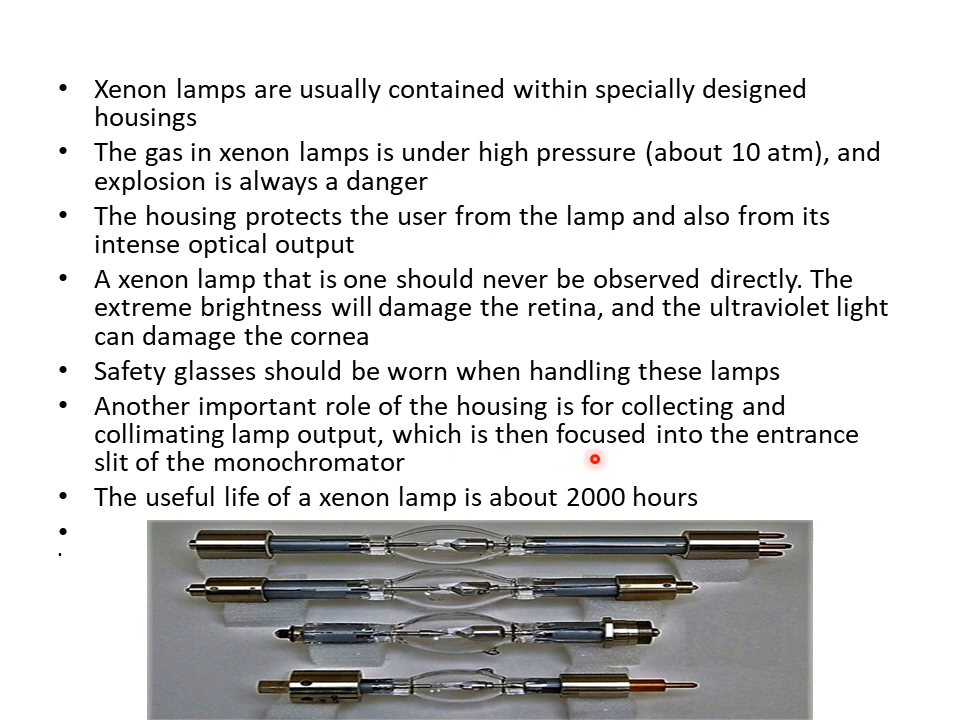 • Xenon lamps are usually contained within specially designed
housings
• The gas in xenon lamps is under high pressure (about 10 atm), and
explosion is always a danger
• The housing protects the user from the lamp and also from its
intense optical output
• A xenon lamp that is one should never be observed directly. The
extreme brightness will damage the retina, and the ultraviolet light
can damage the cornea
• Safety glasses should be worn when handling these lamps
• Another important role of the housing is for collecting and
collimating lamp output, which is then focused into the entrance
slit of the monochromator
• The useful life of a xenon lamp is about 2000 hours
•
•